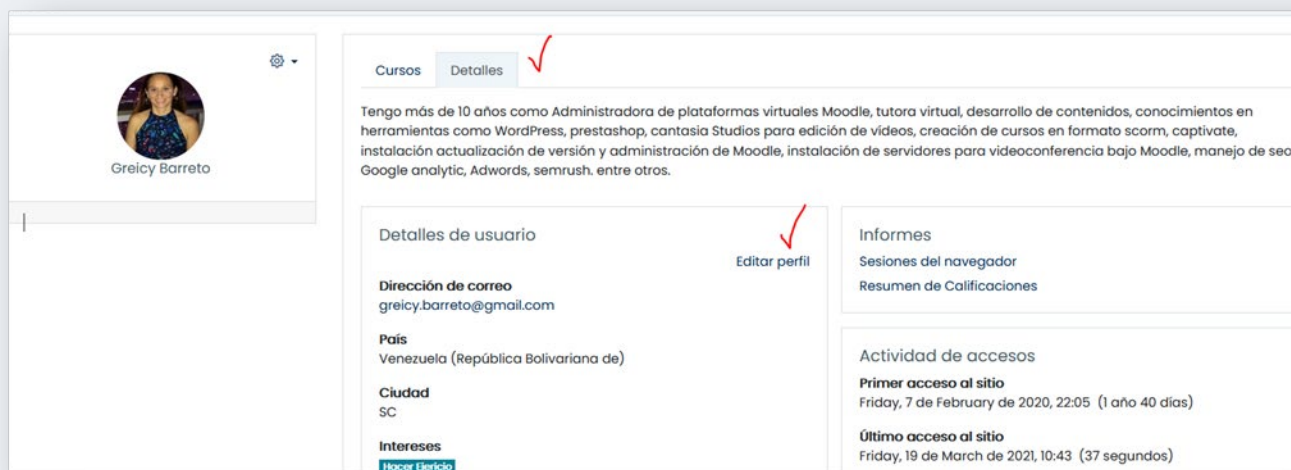 Greicy Barreto
Cursos
Detalles
Tengo más de 10 años como Administradora de plataformas virtuales Moodle, tutora virtual, desarrollo de contenidos, conocimientos en
herramientas como WordPress, prestashop, cantasia Studios para edición de vídeos, creación de cursos en formato scorm, captivate,
instalación actualización de versión y administración de Moodle, instalación de servidores para videoconferencia bajo Moodle, manejo de seo
Google analytic, Adwords, semrush. entre otros.
Detalles de usuario
Editar perfil
Dirección de correo
greicy.barreto@gmail.com
País
Venezuela (República Bolivariana de)
Ciudad
SC
Intereses
Hacer Ejericio
Informes
Sesiones del navegador
Resumen de Calificaciones
Actividad de accesos
Primer acceso al sitio
Friday, 7 de February de 2020, 22:05 (1 año 40 días)
Último acceso al sitio
Friday, 19 de March de 2021, 10:43 (37 segundos)